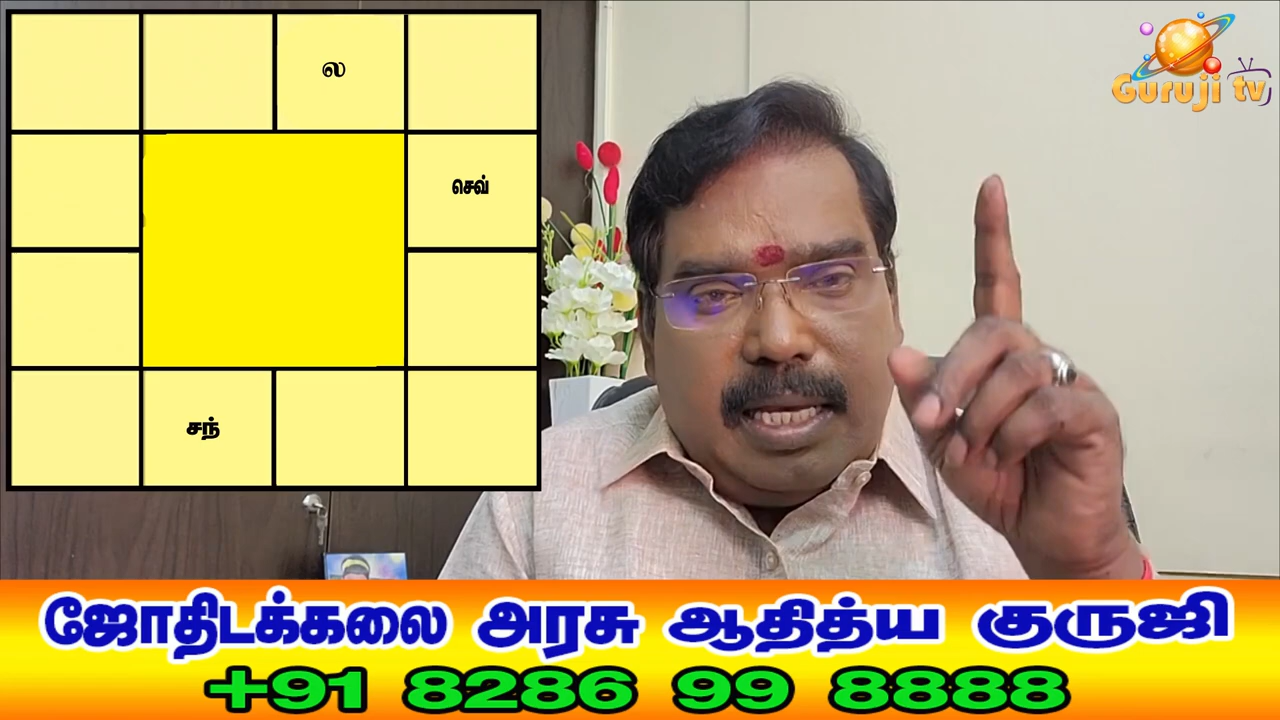 ல
Guruji tv
செவ்
சந்
ஜோதிடக்கலை அரசு ஆதித்ய குருஜி
+91 8286 99 8888